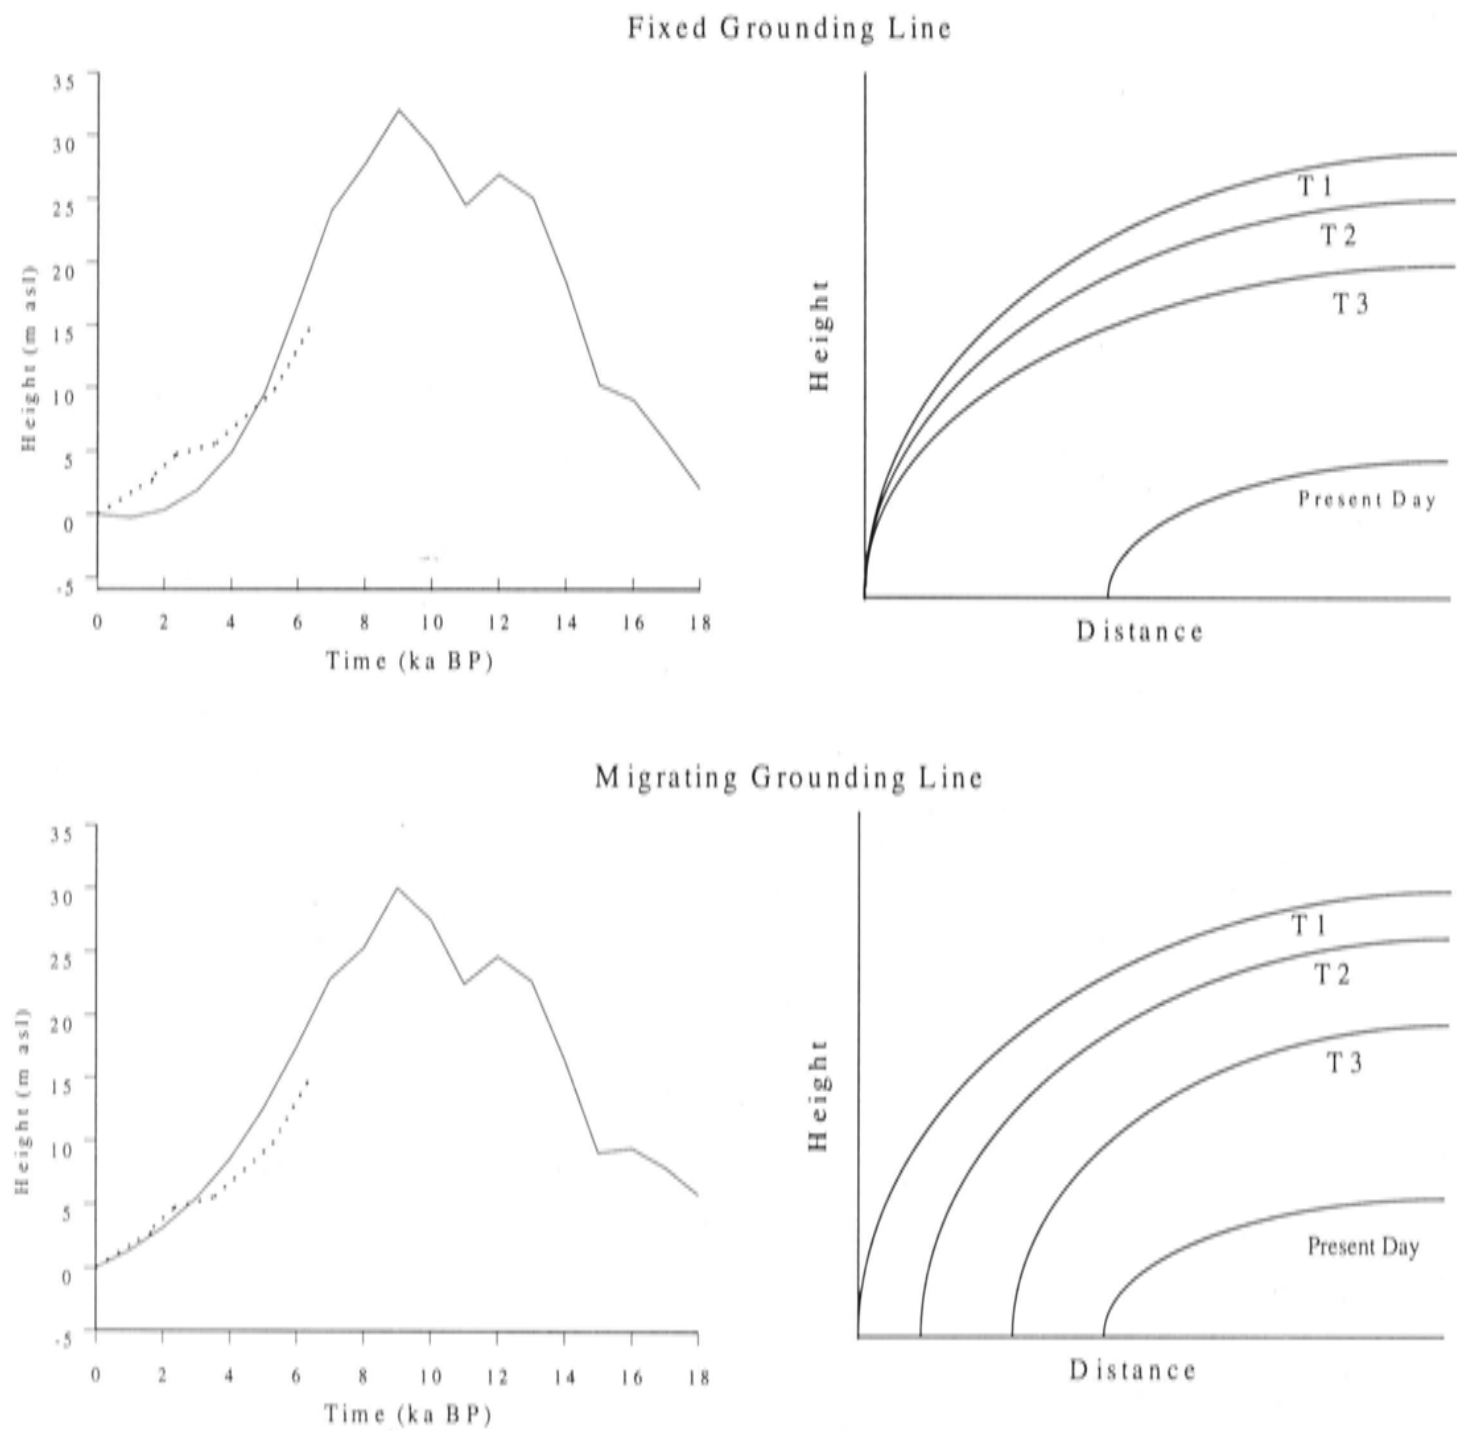 Fixed Grounding Line
35
30
25
20
15
10
5
0
-5
Height (m asl)
0 2 4 6 8 10 12 14 16 18
Time (ka BP)
Height
T1
T2
T3
Present Day
Distance
Migrating Grounding Line
35
30
25
20
15
10
5
0
-5
Height (m asl)
0 2 4 6 8 10 12 14 16 18
Time (ka BP)
Height
T1
T2
T3
Present Day
Distance